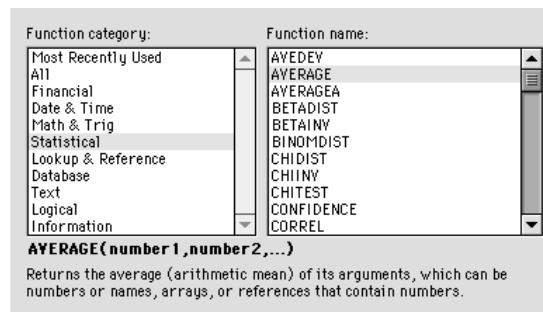 Function category:
Most Recently Used
All
Financial
Date & Time
Math & Trig
Statistical
Lookup & Reference
Database
Text
Logical
Information
Function name:
AVEDEV
AVERAGE
AVERAGEA
BETADIST
BETAINV
BINOMDIST
CHIDIST
CHIINV
CHITEST
CONFIDENCE
CORREL
AVERAGE(number1,number2,...)
Returns the average (arithmetic mean) of its arguments, which can be
numbers or names, arrays, or references that contain numbers.